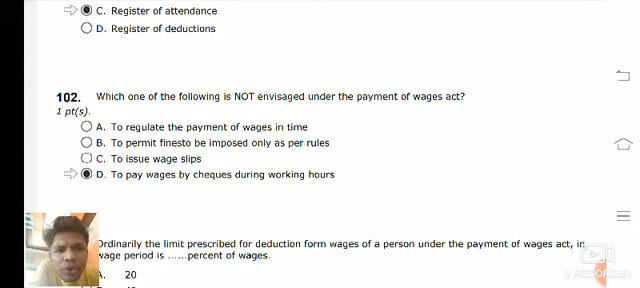 C. Register of attendance
D. Register of deductions
102. Which one of the following is NOT envisaged under the payment of wages act?
1 pt(s).
A. To regulate the payment of wages in time
B. To permit finesto be imposed only as per rules
C. To issue wage slips
D. To pay wages by cheques during working hours
Ordinarily the limit prescribed for deduction form wages of a person under the payment of wages act, in
wage period is ......percent of wages.
A. 20
V RECORDER